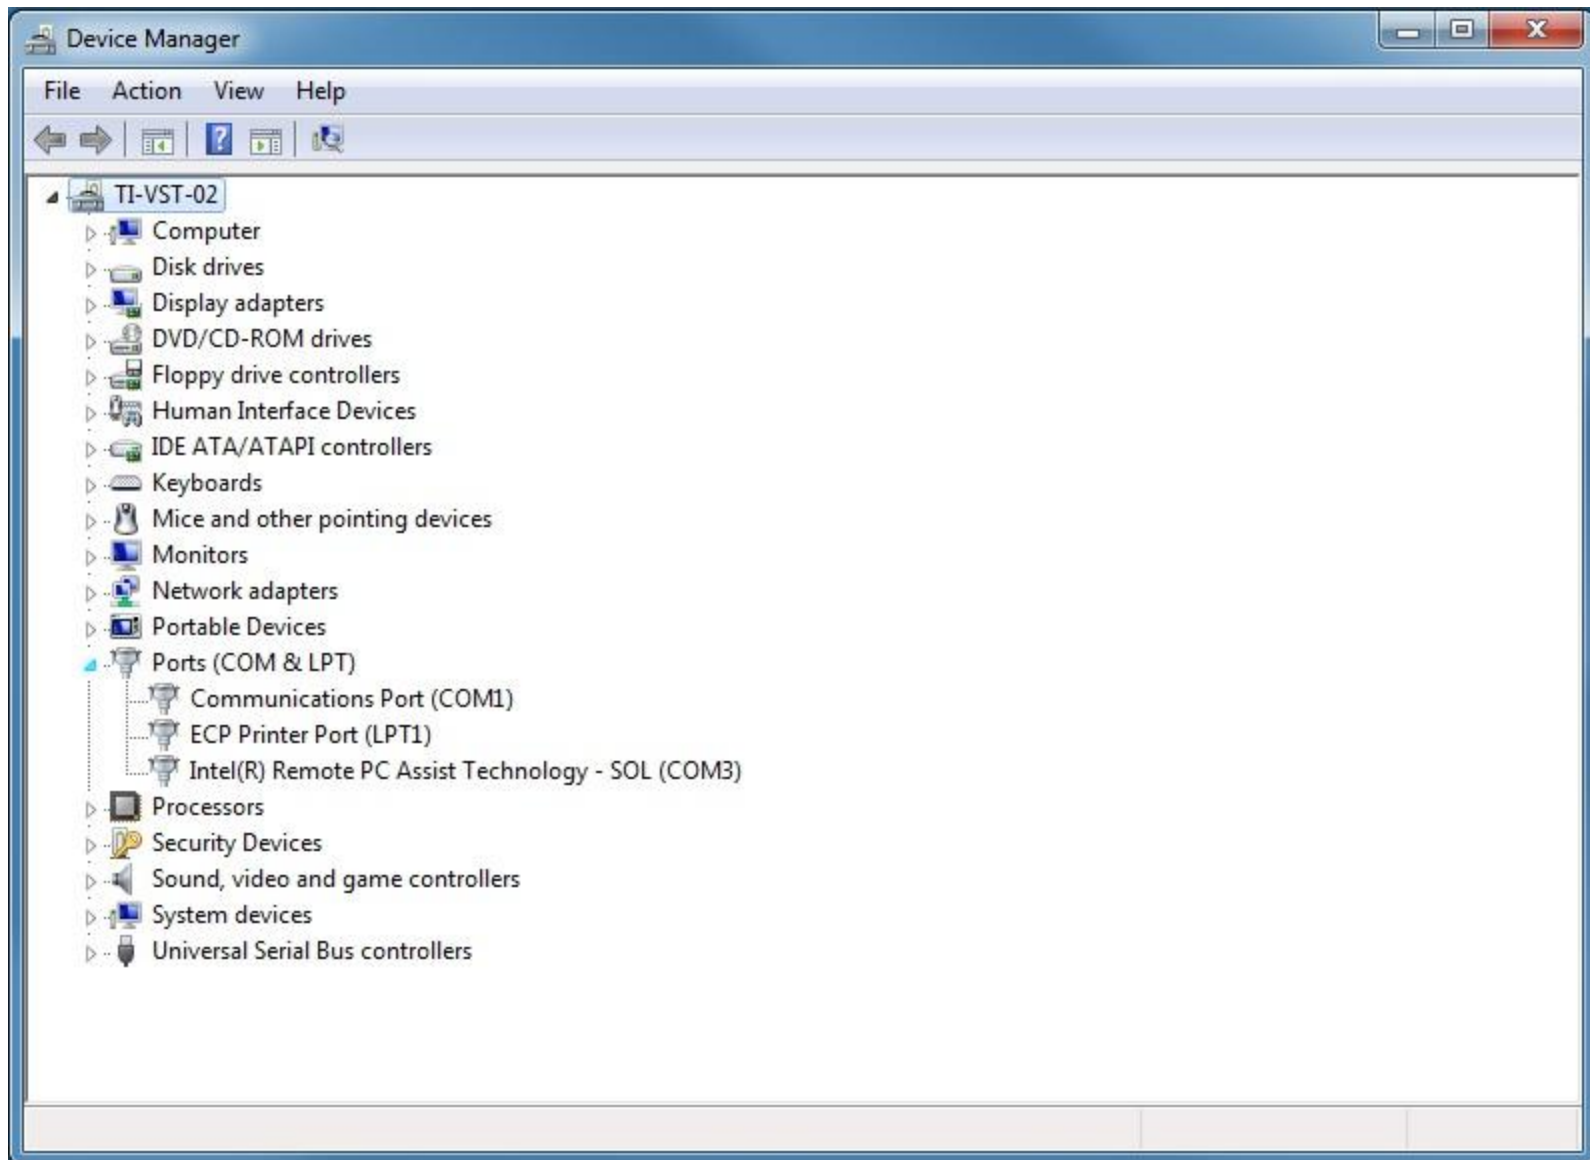 Device Manager
File Action View Help
TI-VST-02
Computer
Disk drives
Display adapters
DVD/CD-ROM drives
Floppy drive controllers
Human Interface Devices
IDE ATA/ATAPI controllers
Keyboards
Mice and other pointing devices
Monitors
Network adapters
Portable Devices
Ports (COM & LPT)
Communications Port (COM1)
ECP Printer Port (LPT1)
Intel(R) Remote PC Assist Technology - SOL (COM3)
Processors
Security Devices
Sound, video and game controllers
System devices
Universal Serial Bus controllers